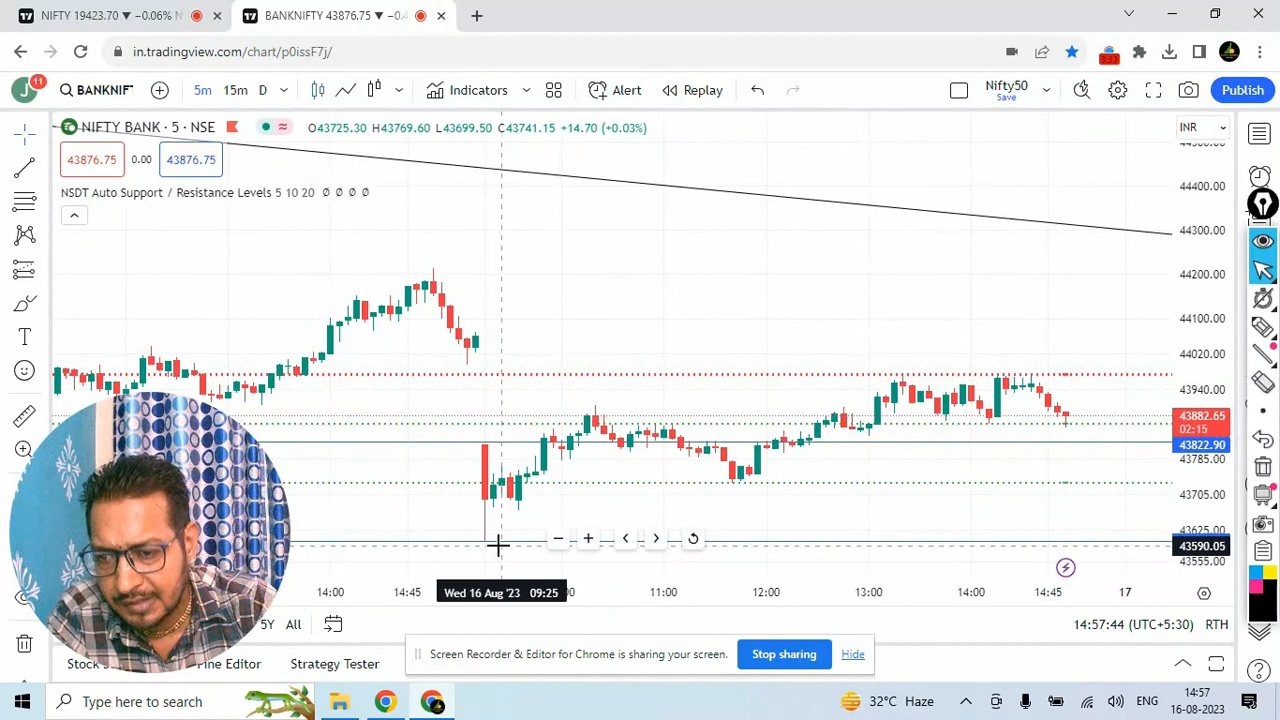 NIFTY 19423.70 ▼ −0.06% N
BANKNIFTY 43876.75 ▼ −0.4
in.tradingview.com/chart/p0issF7j/
3:33
J
11
BANKNIF
5m
15m
D
Indicators
Alert
Replay
Nifty50
Save
Publish
NIFTY BANK · 5 · NSE
O43725.30 H43769.60 L43699.50 C43741.15 +14.70 (+0.03%)
INR
43876.75
0.00
43876.75
NSDT Auto Support / Resistance Levels 5 10 20 Ø Ø Ø Ø
44400.00
44300.00
44200.00
44100.00
44020.00
43940.00
43882.65
02:15
43822.90
43785.00
43705.00
43625.00
43590.05
43555.00
14:00
14:45
Wed 16 Aug '23 09:25
11:00
12:00
13:00
14:00
14:45
17
5Y
All
14:57:44 (UTC+5:30)
RTH
Screen Recorder & Editor for Chrome is sharing your screen.
Stop sharing
Hide
Stock S
Pine Editor
Strategy Tester
Type here to search
32°C Haze
ENG
14:57
16-08-2023